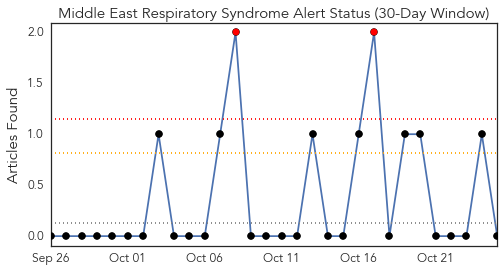 Middle East Respiratory Syndrome Alert Status (30-Day Window)
Articles Found
2.0
1.5
1.0
0.5
0.0
Sep 26 Oct 01 Oct 06 Oct 11 Oct 16 Oct 21